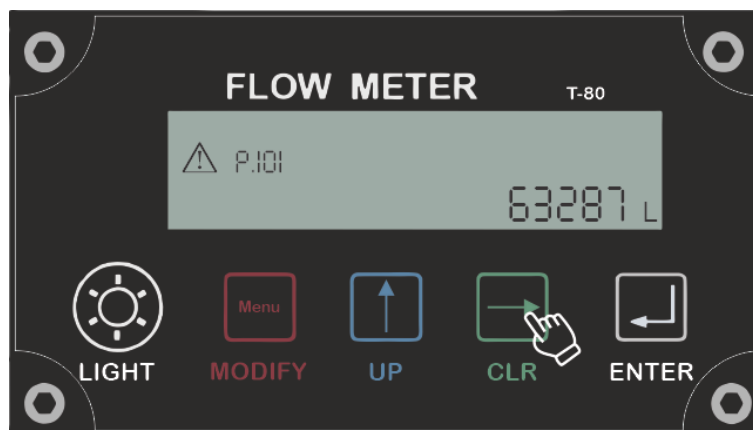 FLOW METER T-80
P.101
63287 L
Menu
LIGHT MODIFY UP CLR ENTER